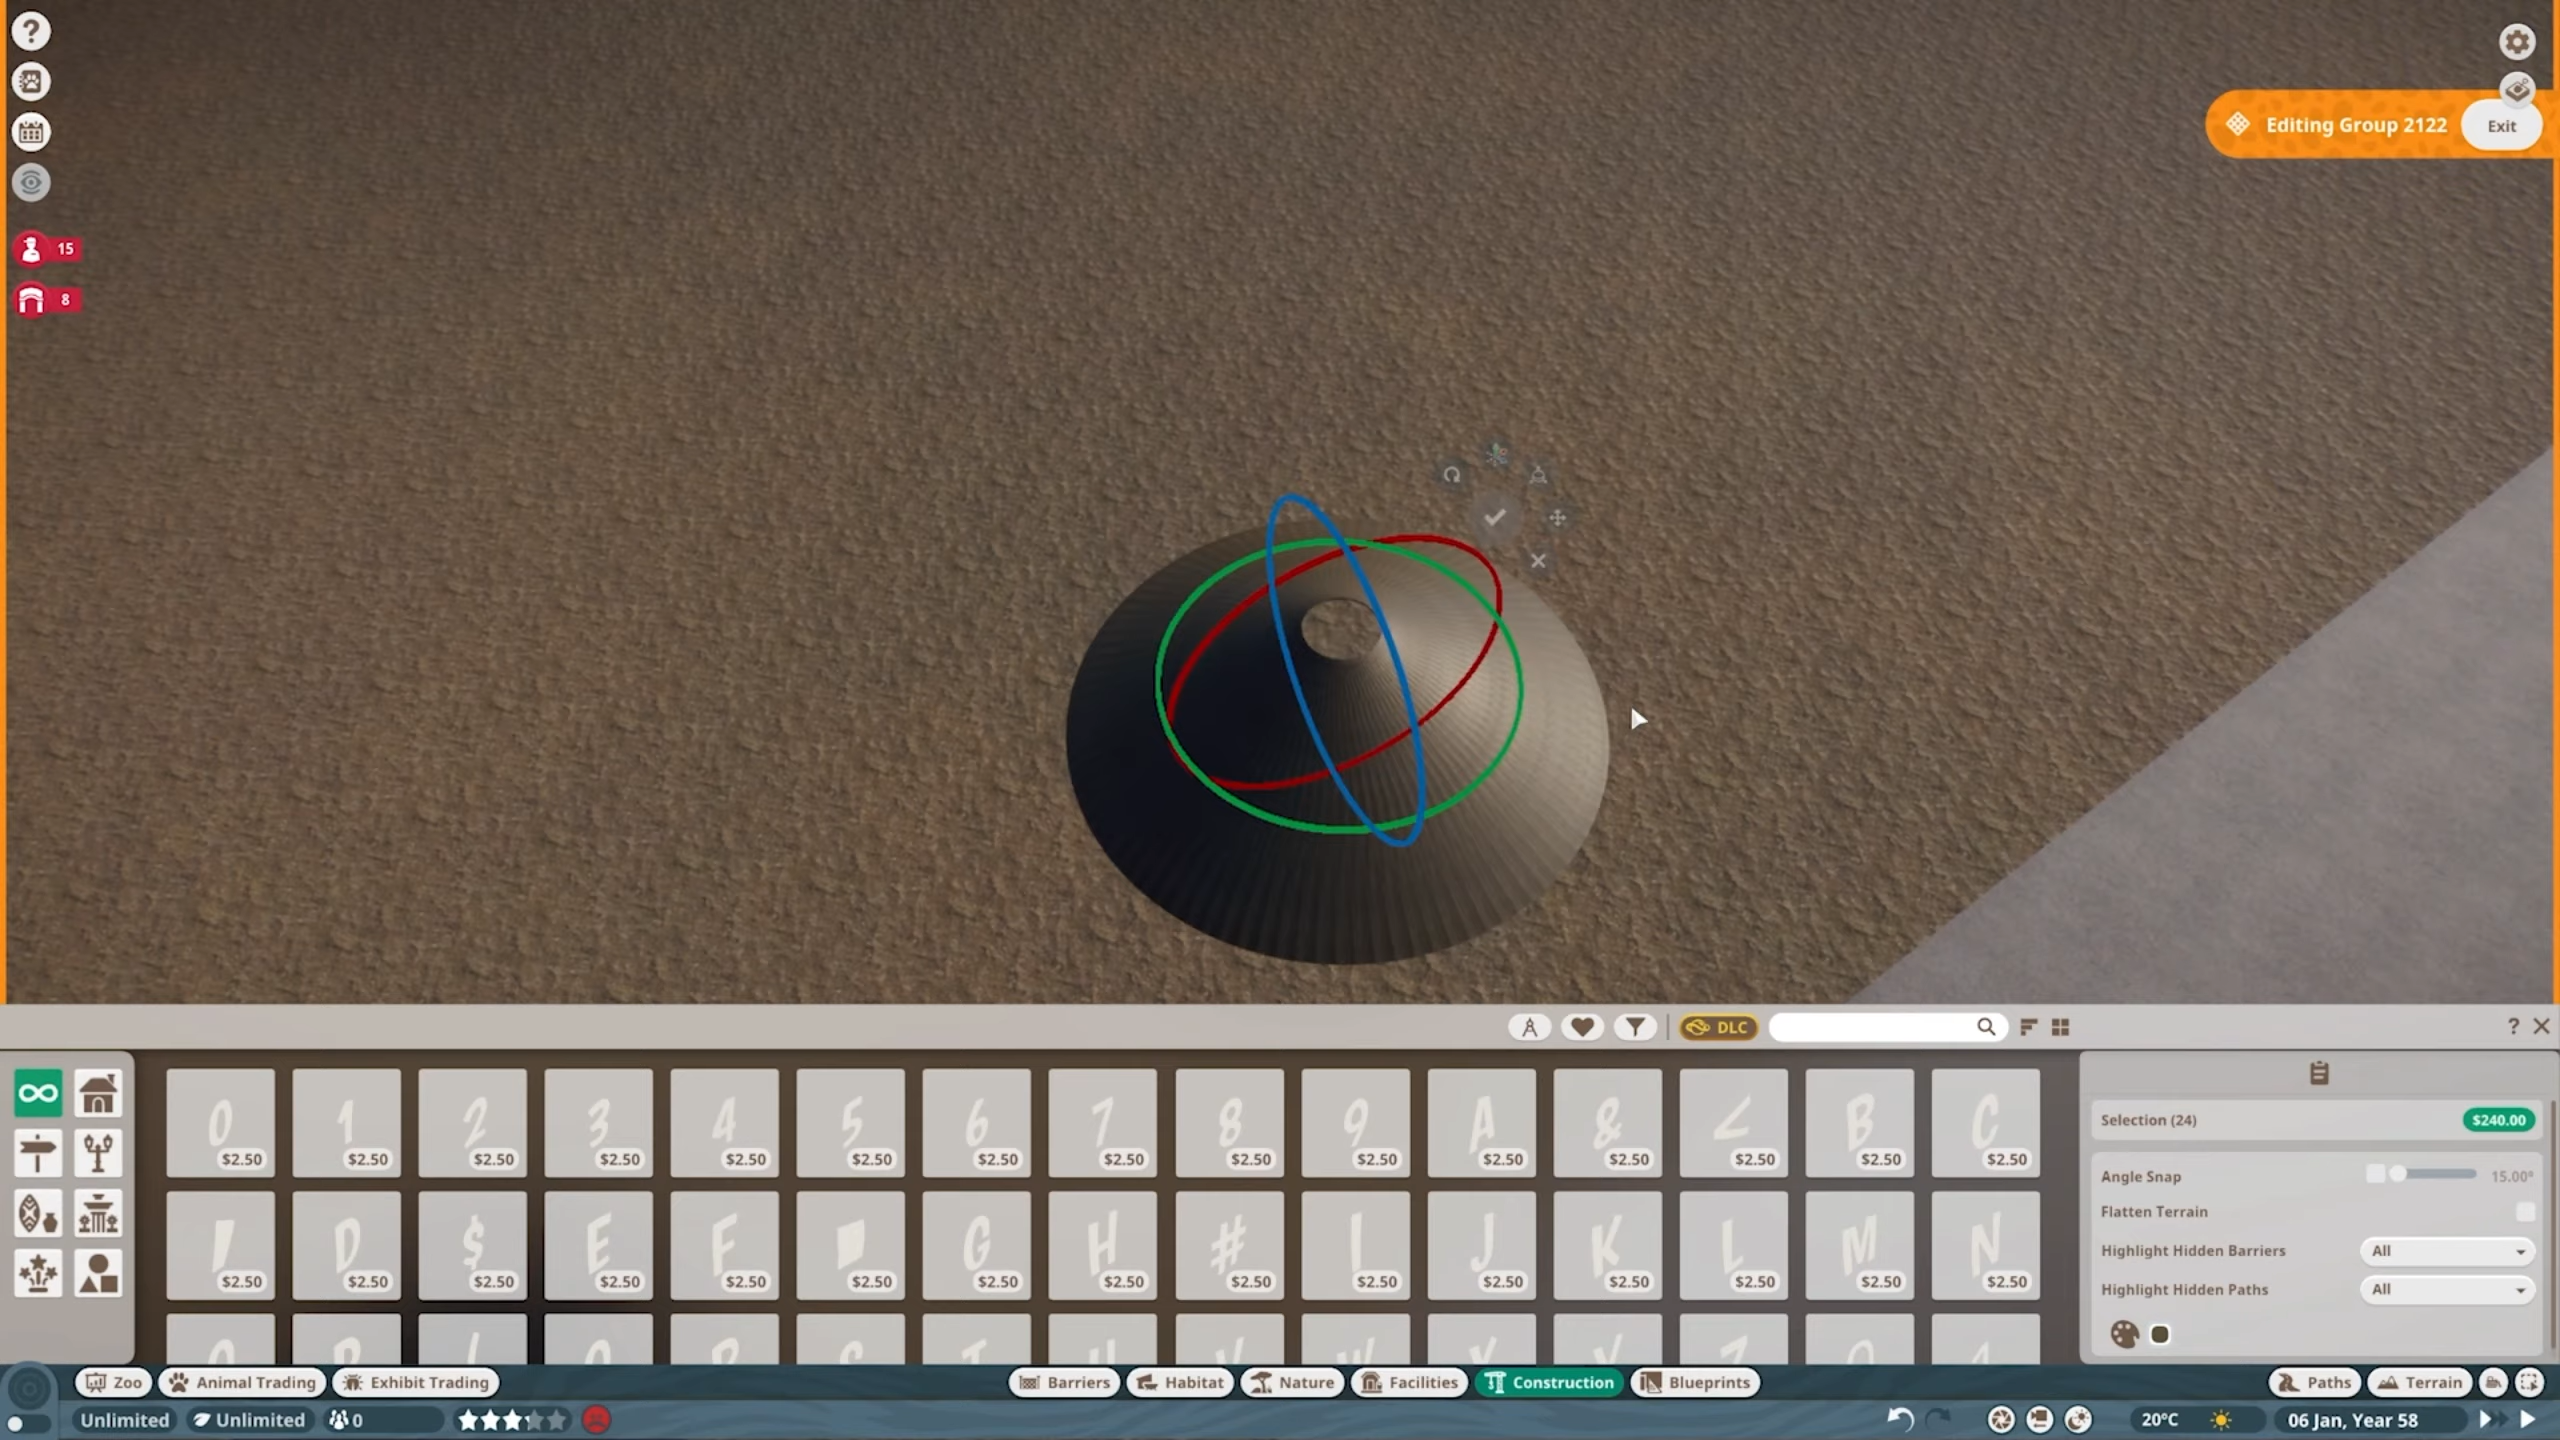 ?
15
8
Editing Group 2122
Exit
DLC
?
0 1 2 3 4 5 6 7 8 9 A & < B C
$2.50 $2.50 $2.50 $2.50 $2.50 $2.50 $2.50 $2.50 $2.50 $2.50 $2.50 $2.50 $2.50 $2.50 $2.50
D $ E F G H # I J K L M N
$2.50 $2.50 $2.50 $2.50 $2.50 $2.50 $2.50 $2.50 $2.50 $2.50 $2.50 $2.50 $2.50 $2.50 $2.50
Selection (24)
$240.00
Angle Snap
15.00°
Flatten Terrain
Highlight Hidden Barriers
All
Highlight Hidden Paths
All
Zoo
Animal Trading
Exhibit Trading
Barriers
Habitat
Nature
Facilities
Construction
Blueprints
Paths
Terrain
Unlimited
Unlimited
0
20°C
06 Jan, Year 58